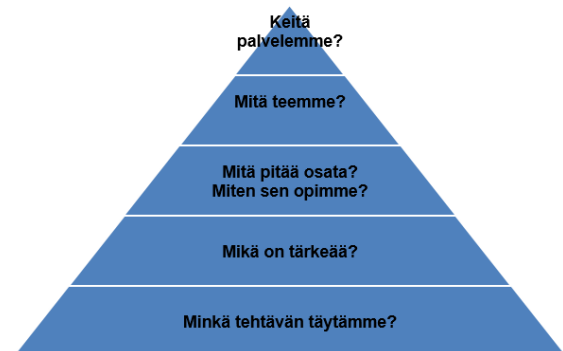 Keitä
palvelemme?
Mitä teemme?
Mitä pitää osata?
Miten sen opimme?
Mikä on tärkeää?
Minkä tehtävän täytämme?